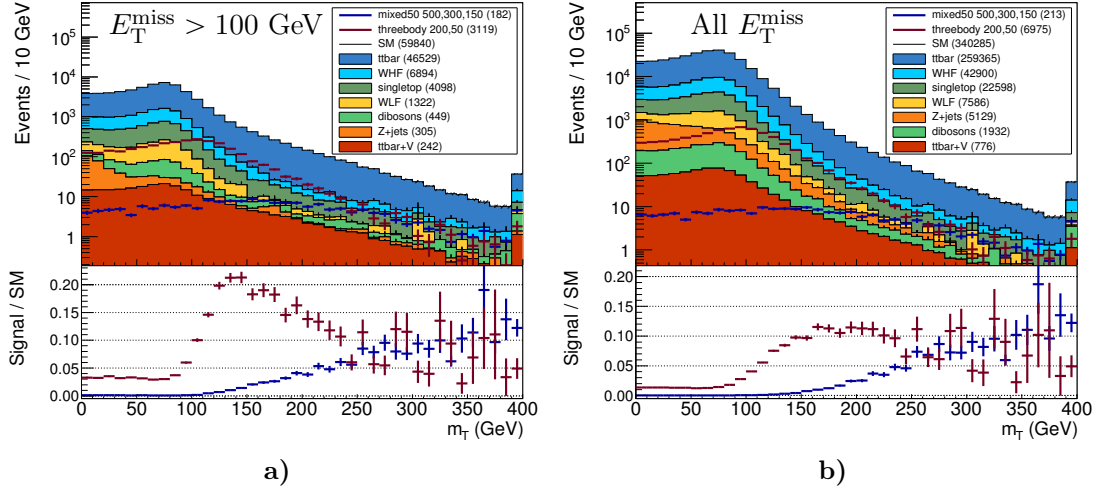 E_T^miss > 100 GeV
mixed50 500,300,150 (182)
threebody 200,50 (3119)
SM (59840)
ttbar (46529)
WHF (6894)
singletop (4098)
WLF (1322)
dibosons (449)
Z+jets (305)
ttbar+V (242)
Events / 10 GeV
10^5
10^4
10^3
10^2
10
1
Signal / SM
0.20
0.15
0.10
0.05
0.00
0 50 100 150 200 250 300 350 400
m_T (GeV)
a)
All E_T^miss
mixed50 500,300,150 (213)
threebody 200,50 (6975)
SM (340285)
ttbar (259365)
WHF (42900)
singletop (22598)
WLF (7586)
Z+jets (5129)
dibosons (1932)
ttbar+V (776)
Events / 10 GeV
10^5
10^4
10^3
10^2
10
1
Signal / SM
0.20
0.15
0.10
0.05
0.00
0 50 100 150 200 250 300 350 400
m_T (GeV)
b)